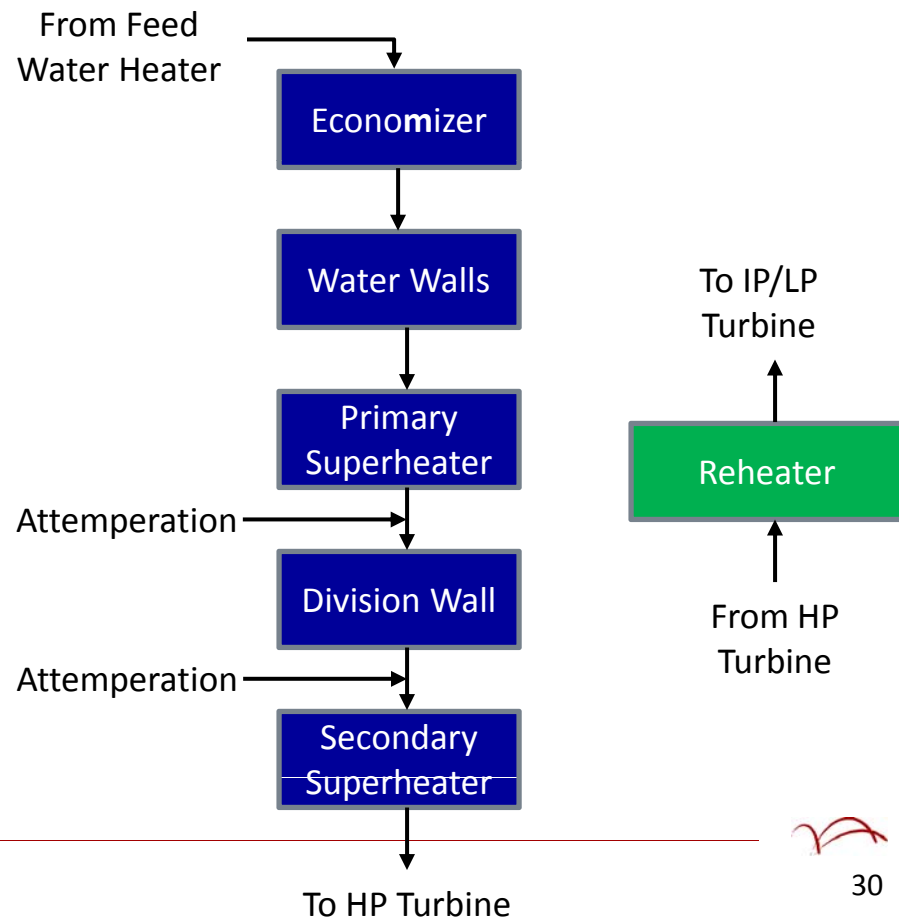 From Feed
Water Heater
Economizer
Water Walls
Primary
Superheater
Attemperation
Division Wall
Attemperation
Secondary
Superheater
To HP Turbine
To IP/LP
Turbine
Reheater
From HP
Turbine
30